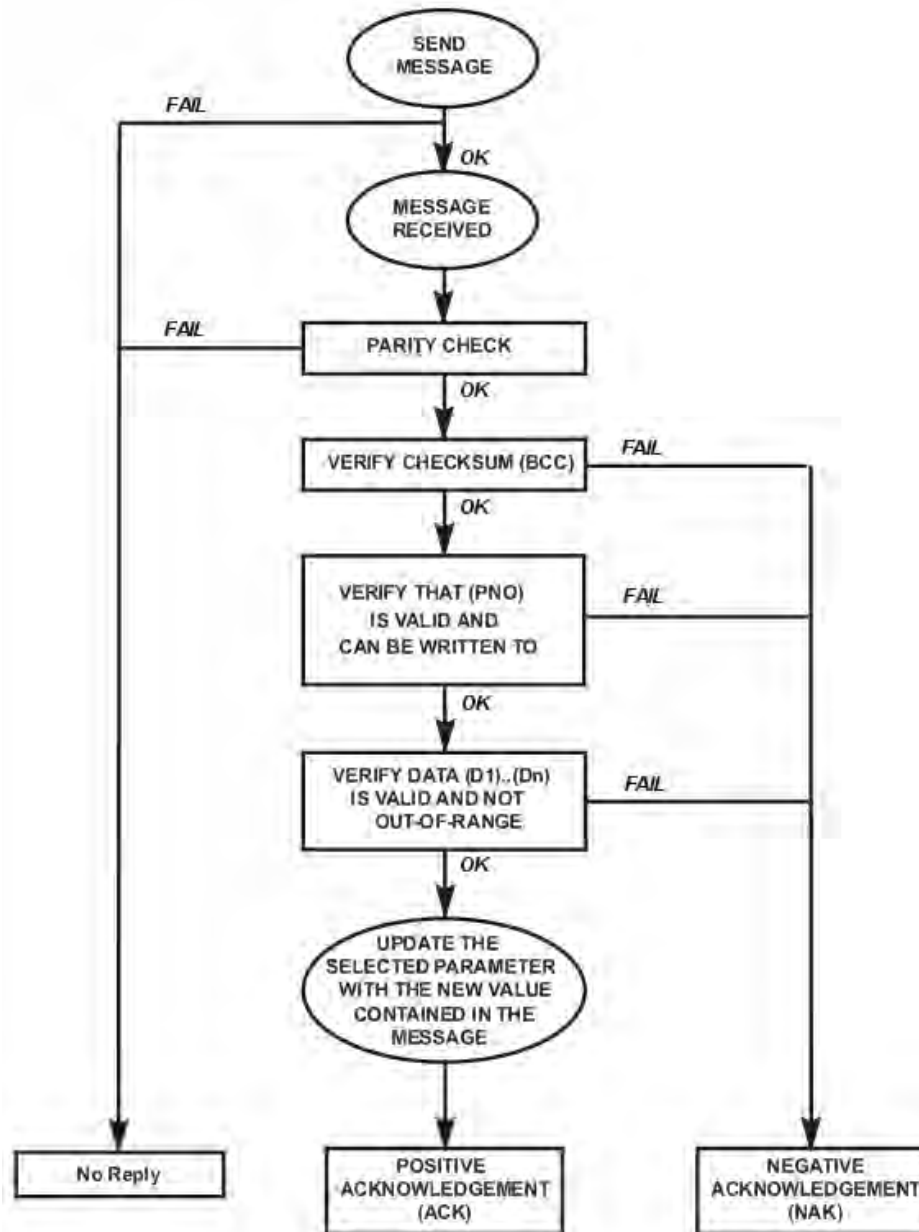 SEND
MESSAGE
FAIL
OK
MESSAGE
RECEIVED
FAIL
PARITY CHECK
OK
VERIFY CHECKSUM (BCC)
FAIL
OK
VERIFY THAT (PNO)
IS VALID AND
CAN BE WRITTEN TO
FAIL
OK
VERIFY DATA (D1)..(Dn)
IS VALID AND NOT
OUT-OF-RANGE
FAIL
OK
UPDATE THE
SELECTED PARAMETER
WITH THE NEW VALUE
CONTAINED IN THE
MESSAGE
No Reply
POSITIVE
ACKNOWLEDGEMENT
(ACK)
NEGATIVE
ACKNOWLEDGEMENT
(NAK)